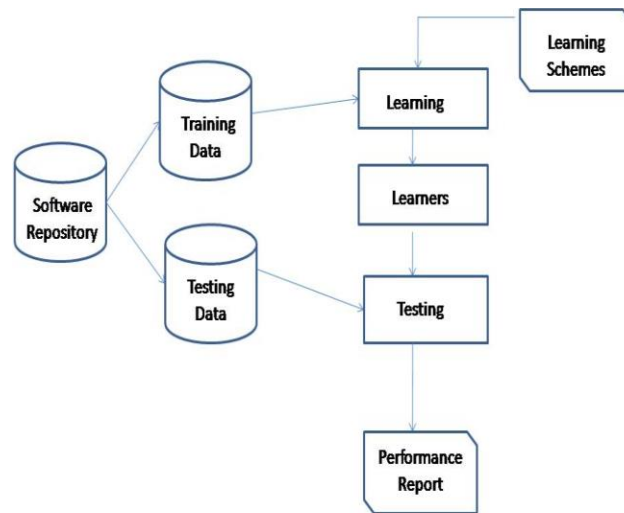 Learning
Schemes
Training
Data
Learning
Software
Repository
Learners
Testing
Data
Testing
Performance
Report